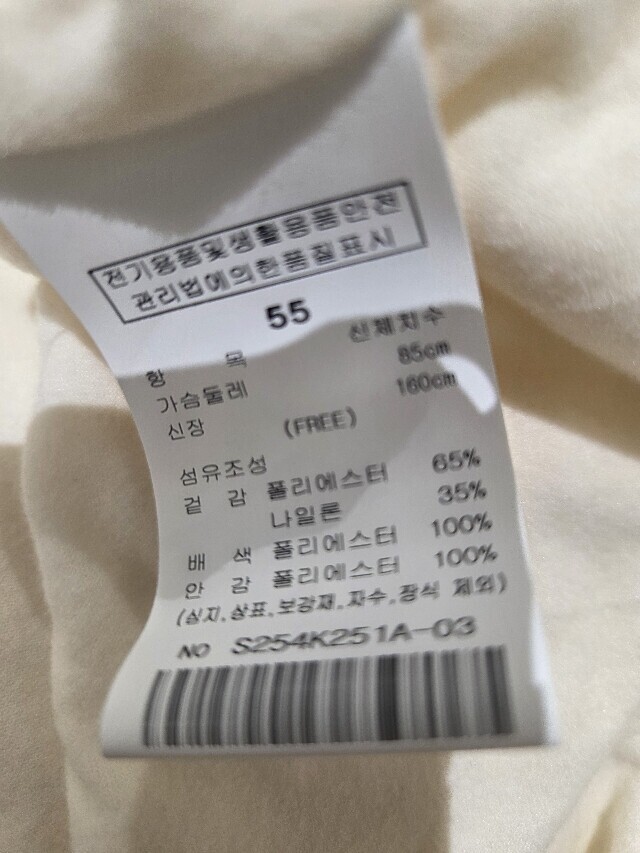 전기용품및생활용품안전
관리법에의한품질표시
55
항 목 신체치수
가슴둘레 85cm
신장 160cm
(FREE)
섬유조성
겉 감 폴리에스터 65%
나일론 35%
배 색 폴리에스터 100%
안 감 폴리에스터 100%
(심지,상표,보강재,자수,장식 제외)
NO S254K251A-03